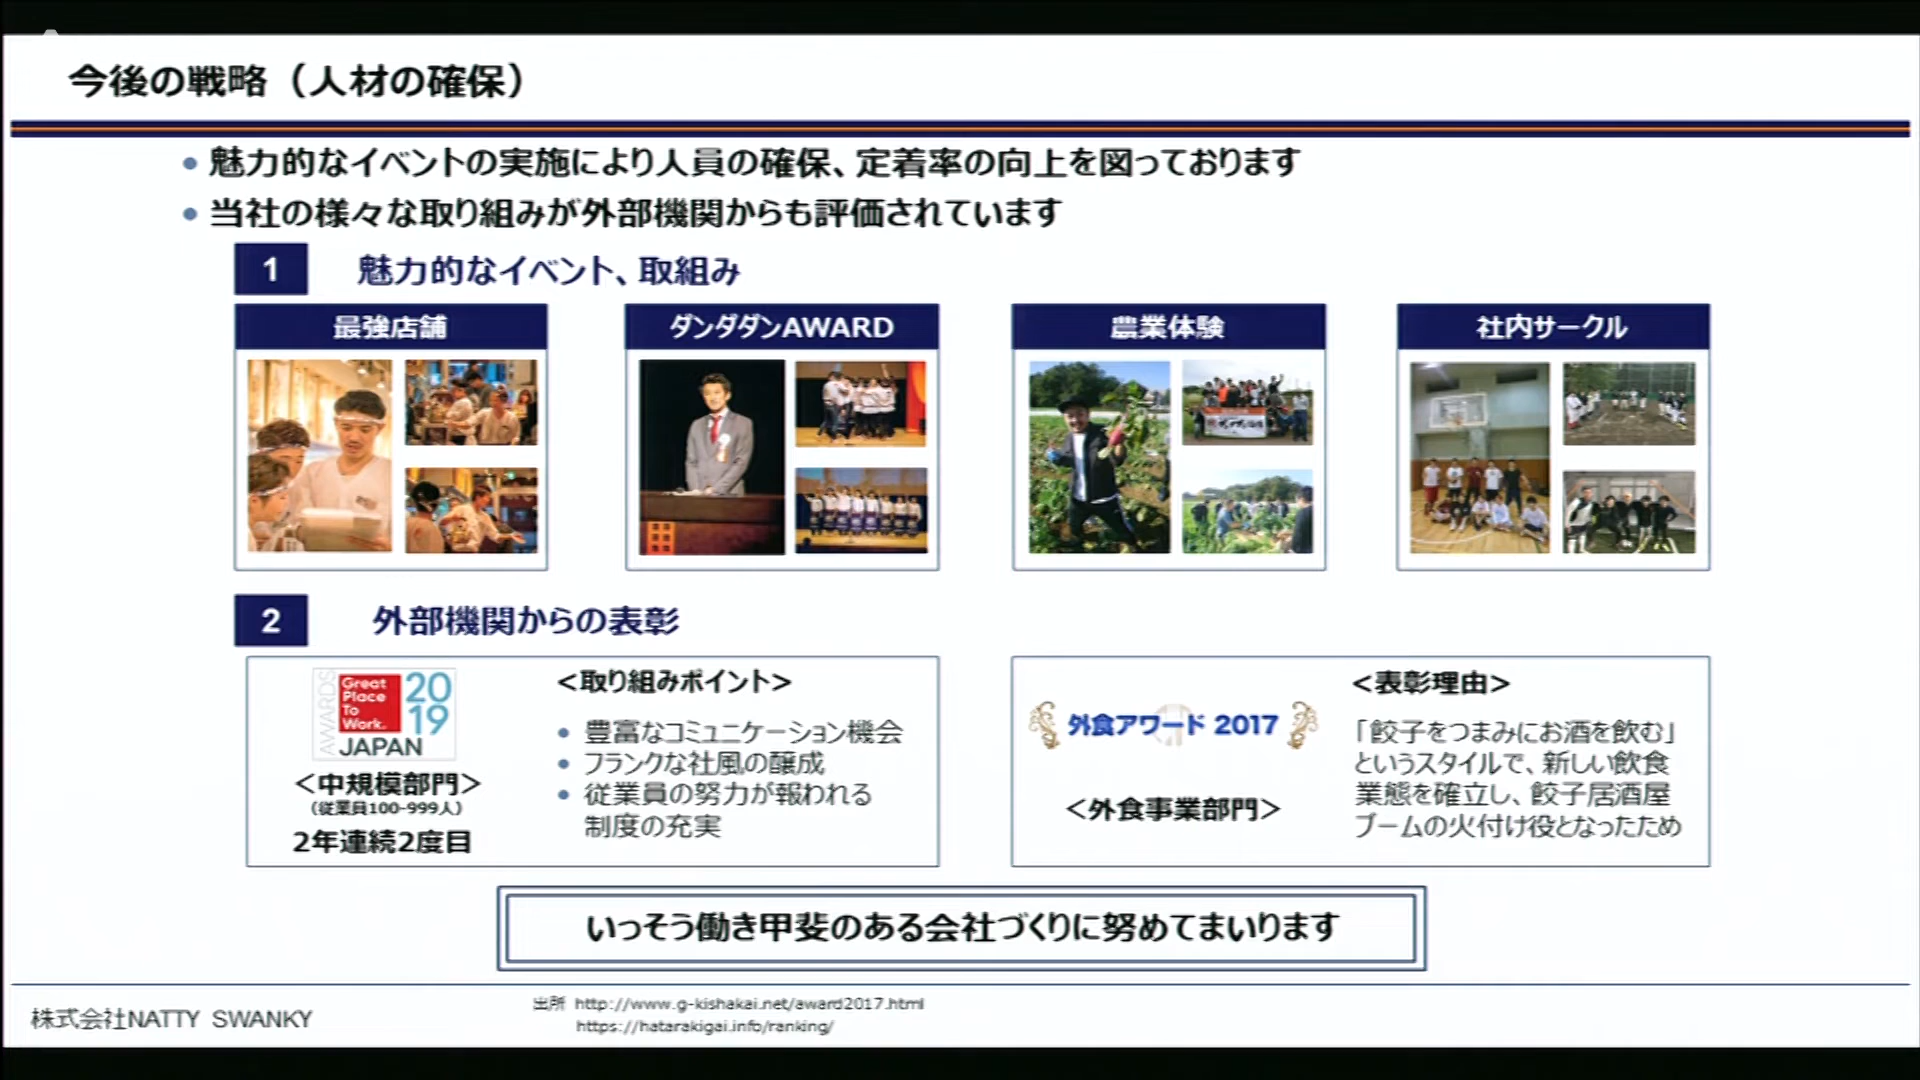 今後の戦略（人材の確保）
• 魅力的なイベントの実施により人員の確保、定着率の向上を図っております
• 当社の様々な取り組みが外部機関からも評価されています
1 魅力的なイベント、取組み
最強店舗
ダンダダンAWARD
農業体験
社内サークル
2 外部機関からの表彰
AWARDS
Great
Place
To
Work.
20
19
JAPAN
＜中規模部門＞
（従業員100-999人）
2年連続2度目
＜取り組みポイント＞
• 豊富なコミュニケーション機会
• フランクな社風の醸成
• 従業員の努力が報われる
制度の充実
外食アワード 2017
＜外食事業部門＞
＜表彰理由＞
「餃子をつまみにお酒を飲む」
というスタイルで、新しい飲食
業態を確立し、餃子居酒屋
ブームの火付け役となったため
いっそう働き甲斐のある会社づくりに努めてまいります
株式会社NATTY SWANKY
出所 http://www.g-kishakai.net/award2017.html
https://hatarakigai.info/ranking/